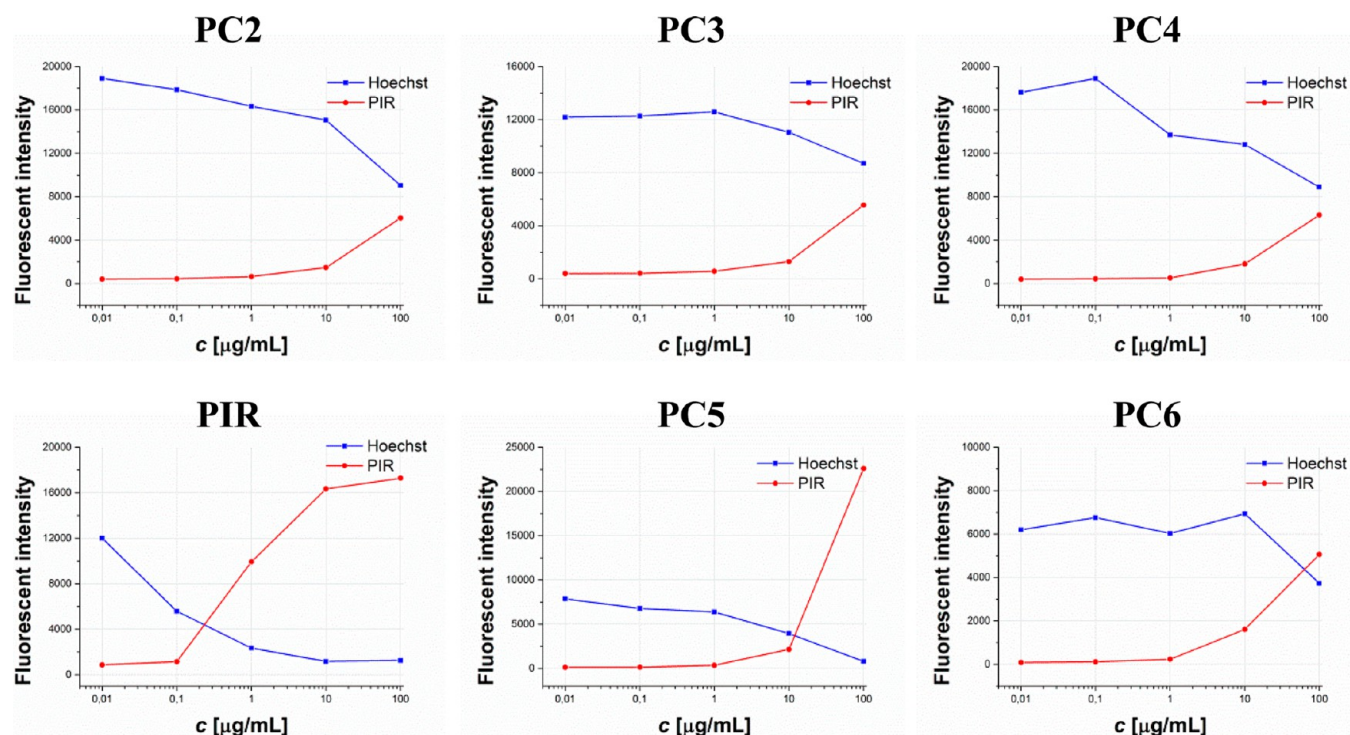 PC2
PC3
PC4
20000
16000
12000
8000
4000
0
Fluorescent intensity
Hoechst
PIR
0,01
0,1
1
10
100
c [μg/mL]
16000
12000
8000
4000
0
Fluorescent intensity
Hoechst
PIR
0,01
0,1
1
10
100
c [μg/mL]
20000
16000
12000
8000
4000
0
Fluorescent intensity
Hoechst
PIR
0,01
0,1
1
10
100
c [μg/mL]
PIR
PC5
PC6
20000
16000
12000
8000
4000
0
Fluorescent intensity
Hoechst
PIR
0,01
0,1
1
10
100
c [μg/mL]
25000
20000
15000
10000
5000
0
Fluorescent intensity
Hoechst
PIR
0,01
0,1
1
10
100
c [μg/mL]
10000
8000
6000
4000
2000
0
Fluorescent intensity
Hoechst
PIR
0,01
0,1
1
10
100
c [μg/mL]